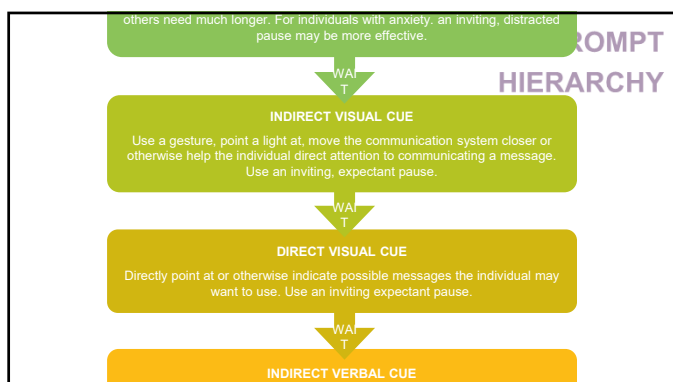 others need much longer. For individuals with anxiety. an inviting, distracted
pause may be more effective.
ROMPT
HIERARCHY
WAI
T
INDIRECT VISUAL CUE
Use a gesture, point a light at, move the communication system closer or
otherwise help the individual direct attention to communicating a message.
Use an inviting, expectant pause.
WAI
T
DIRECT VISUAL CUE
Directly point at or otherwise indicate possible messages the individual may
want to use. Use an inviting expectant pause.
WAI
T
INDIRECT VERBAL CUE